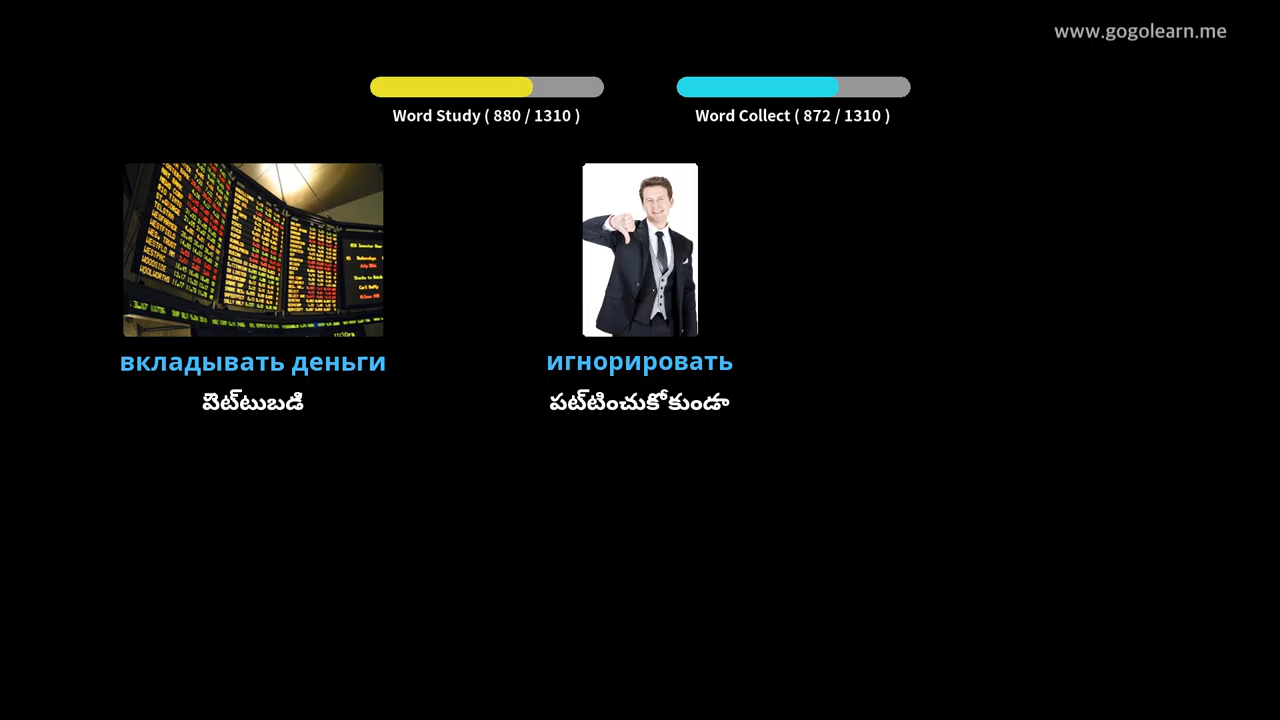 www.gogolearn.me
Word Study ( 880 / 1310 )
Word Collect ( 872 / 1310 )
вкладывать деньги
పెట్టుబడి
игнорировать
పట్టించుకోకుండా